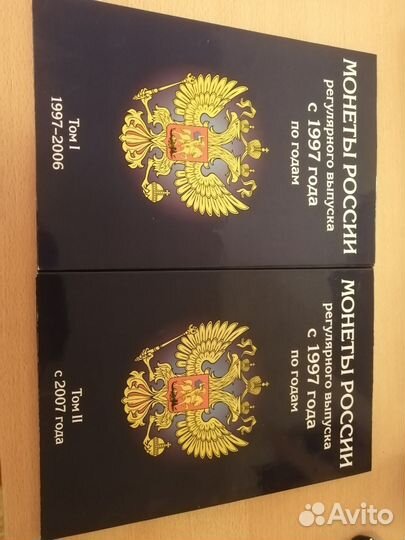 МОНЕТЫ РОССИИ
регулярного выпуска
с 1997 года
по годам
Том I
1997–2006
МОНЕТЫ РОССИИ
регулярного выпуска
с 1997 года
по годам
Том II
с 2007 года
Avito